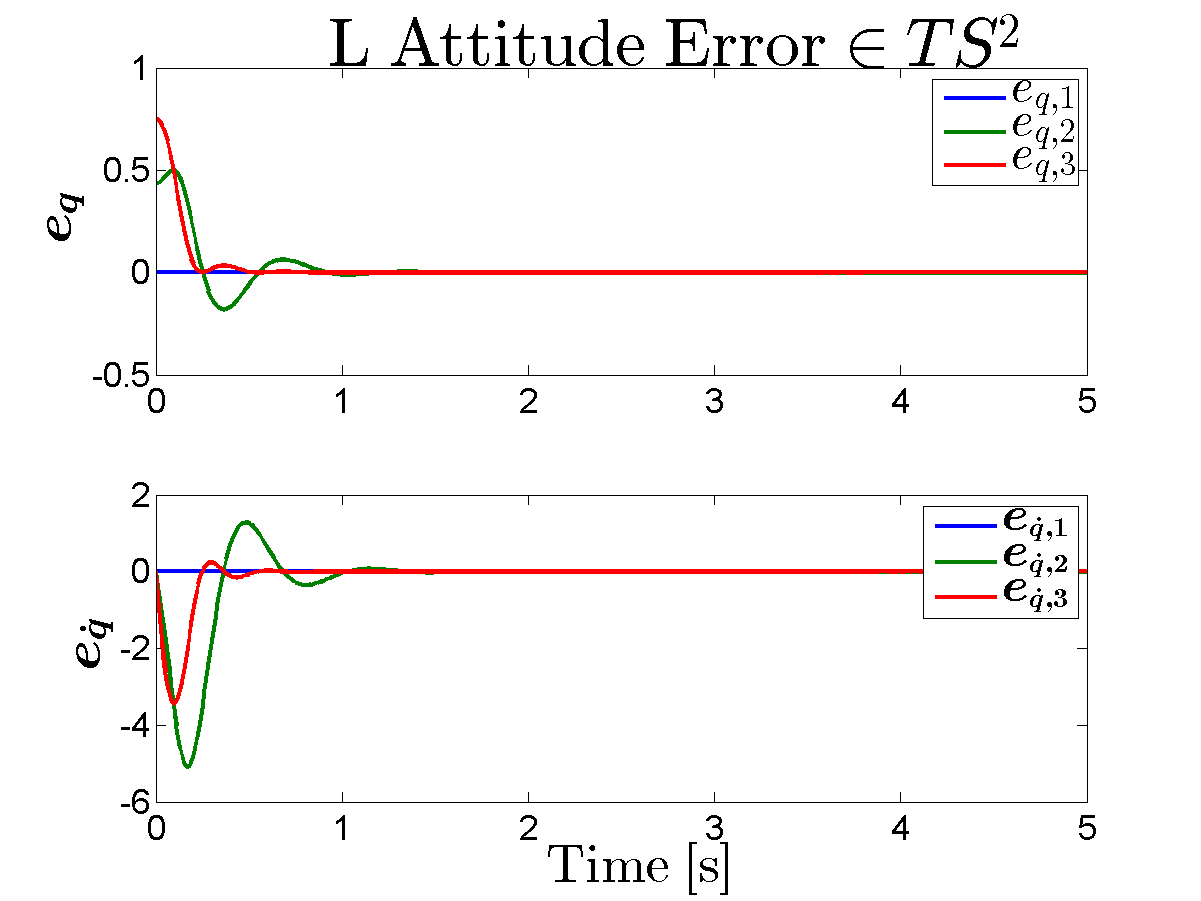 L Attitude Error ∈ TS²
1
0.5
0
-0.5
e_q
e_{q,1}
e_{q,2}
e_{q,3}
0 1 2 3 4 5
2
0
-2
-4
-6
e_{q̇}
e_{q̇,1}
e_{q̇,2}
e_{q̇,3}
0 1 2 3 4 5
Time [s]